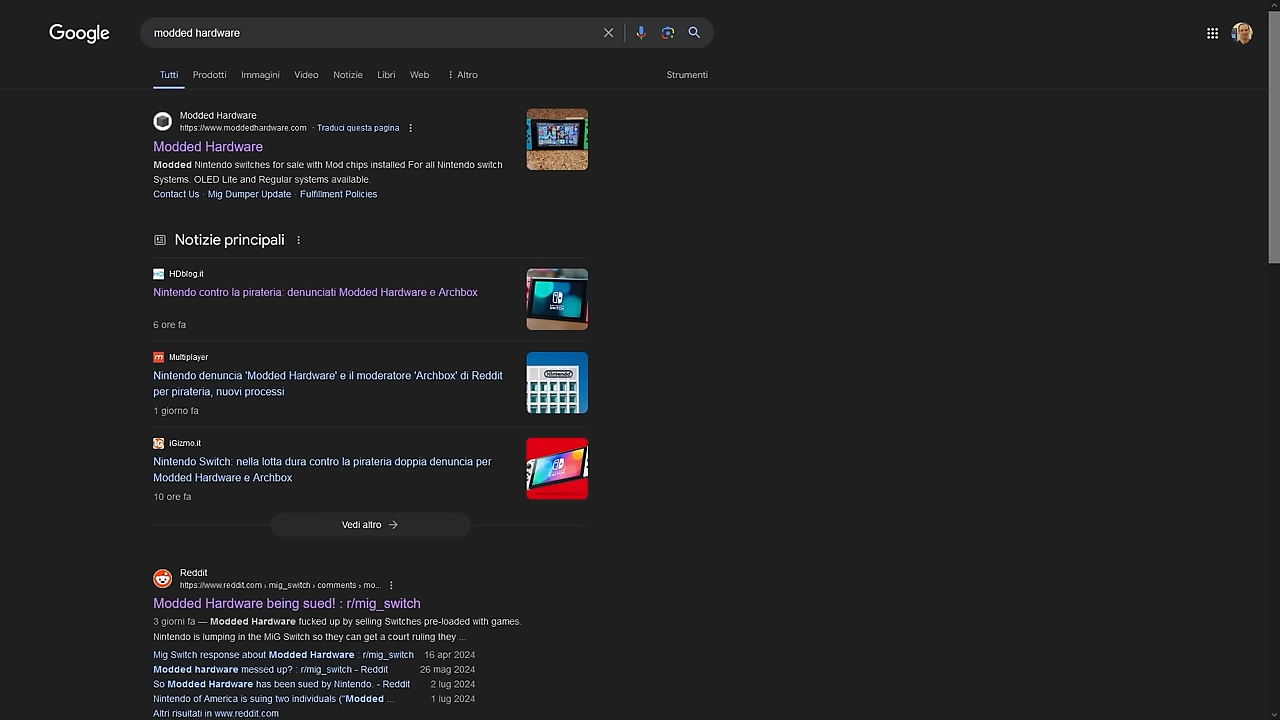 Google
modded hardware
Tutti Prodotti Immagini Video Notizie Libri Web Altro Strumenti
Modded Hardware
https://www.moddedhardware.com · Traduci questa pagina
Modded Hardware
Modded Nintendo switches for sale with Mod chips installed For all Nintendo switch
Systems. OLED Lite and Regular systems available.
Contact Us · Mig Dumper Update · Fulfillment Policies
Notizie principali
HDblog.it
Nintendo contro la pirateria: denunciati Modded Hardware e Archbox
6 ore fa
Multiplayer
Nintendo denuncia 'Modded Hardware' e il moderatore 'Archbox' di Reddit
per pirateria, nuovi processi
1 giorno fa
Nintendo
iGizmo.it
Nintendo Switch: nella lotta dura contro la pirateria doppia denuncia per
Modded Hardware e Archbox
10 ore fa
Vedi altro
Reddit
https://www.reddit.com › mig_switch › comments › mo...
Modded Hardware being sued! : r/mig_switch
3 giorni fa — Modded Hardware fucked up by selling Switches pre-loaded with games.
Nintendo is lumping in the MiG Switch so they can get a court ruling they ...
Mig Switch response about Modded Hardware : r/mig_switch 16 apr 2024
Modded hardware messed up? : r/mig_switch - Reddit 26 mag 2024
So Modded Hardware has been sued by Nintendo. - Reddit 2 lug 2024
Nintendo of America is suing two individuals ("Modded ... 1 lug 2024
Altri risultati in www.reddit.com